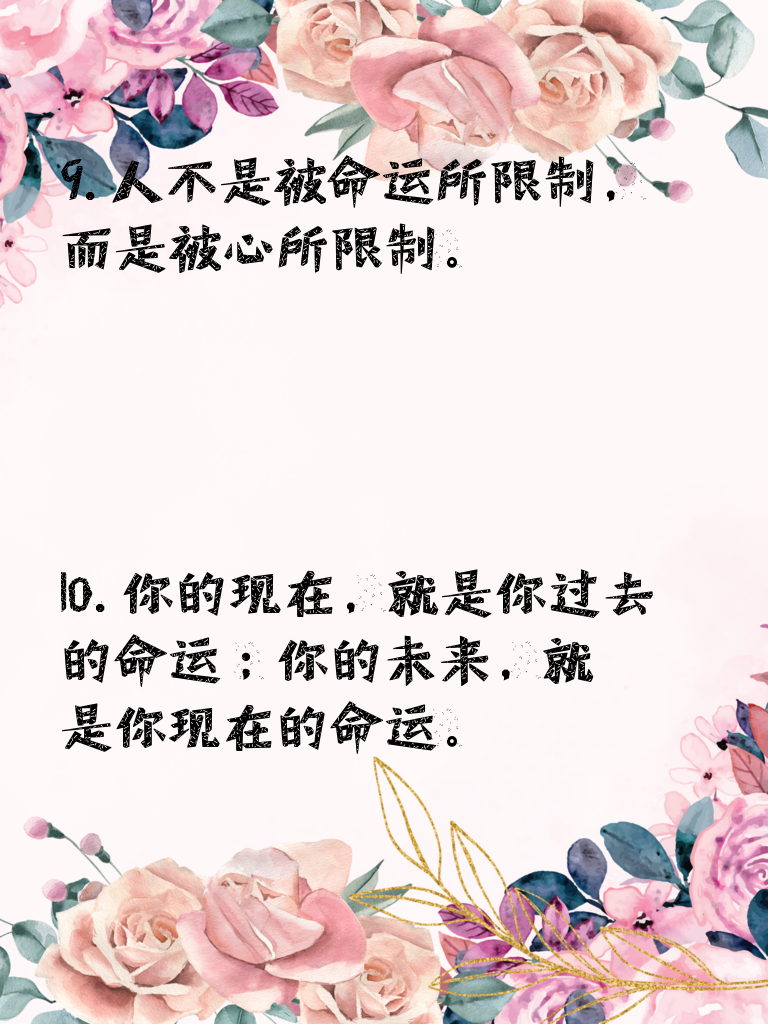 9.人不是被命运所限制，
而是被心所限制。
10.你的现在，就是你过去
的命运；你的未来，就
是你现在的命运。